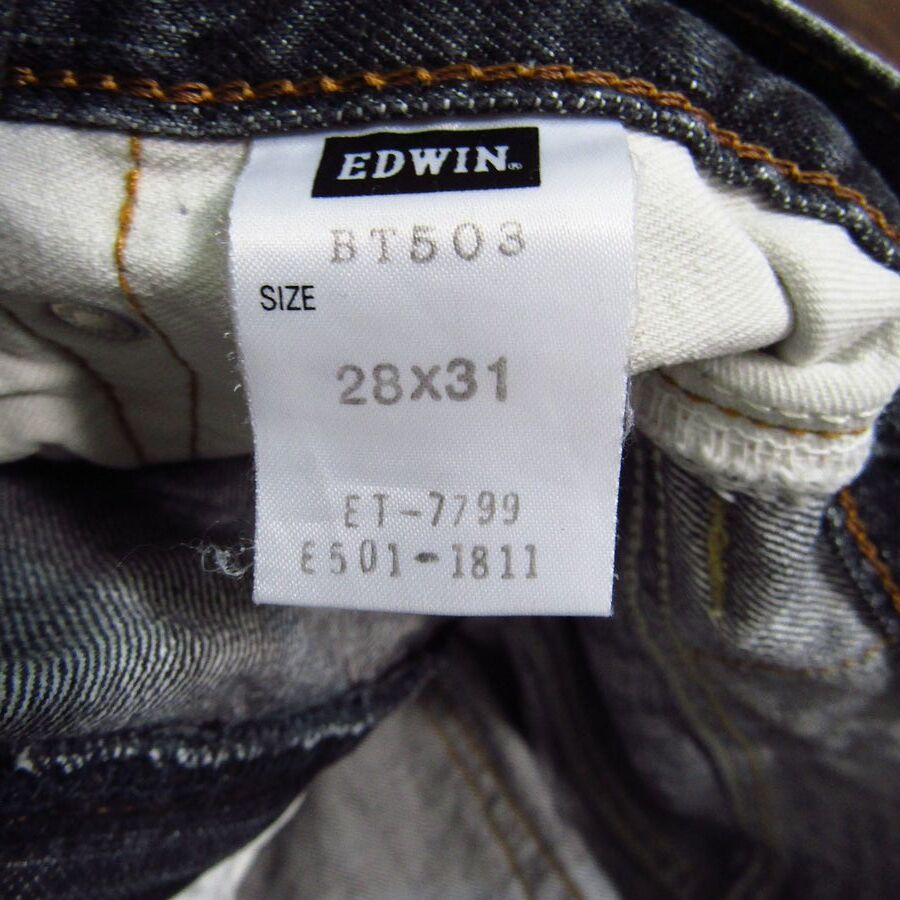 EDWIN®
BT503
SIZE
28X31
ET-7799
E501-1811